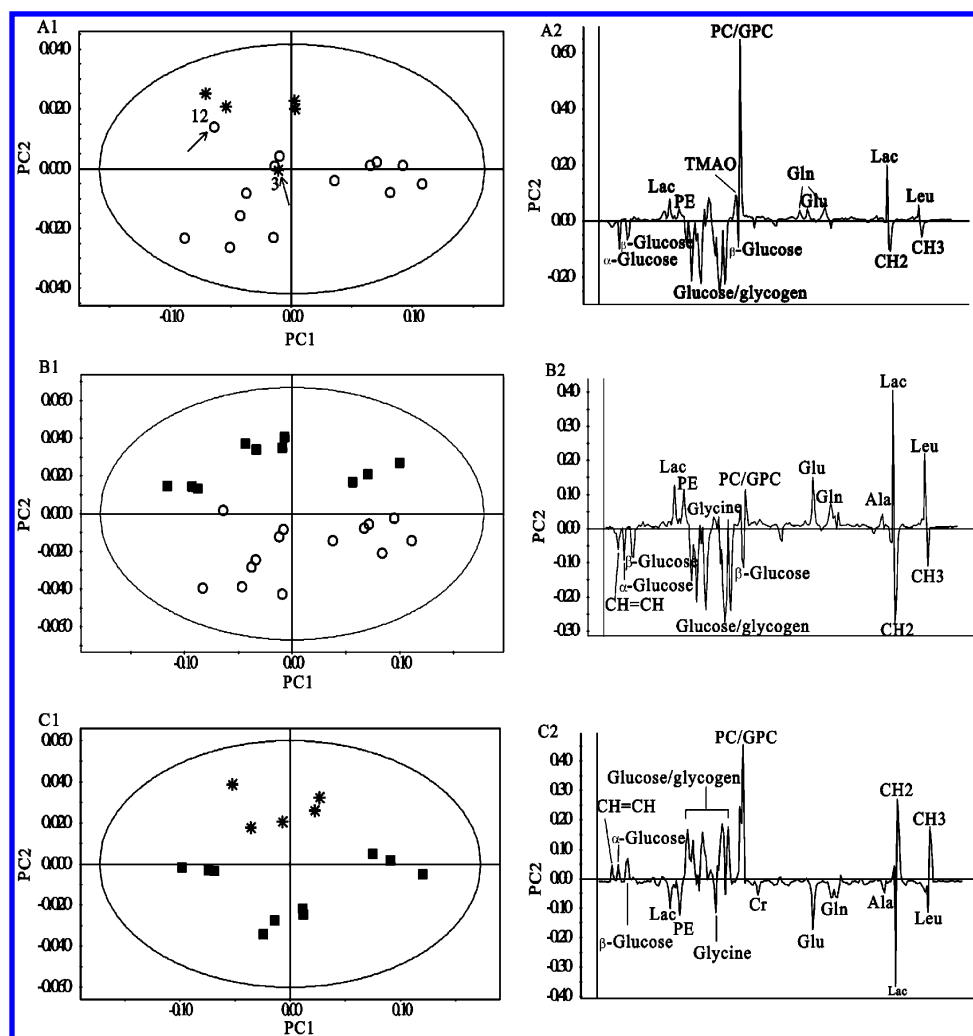 A1
0.040
0.020
0.000
-0.020
-0.040
PC2
12
3
-0.10
0.00
0.10
PC1
A2
0.60
0.40
0.20
0.00
-0.20
PC2
PC/GPC
TMAO
Lac
PE
β-Glucose
α-Glucose
Glucose/glycogen
β-Glucose
Gln
Glu
Lac
Leu
CH2
CH3
B1
0.060
0.040
0.020
0.000
-0.020
-0.040
-0.060
PC2
-0.10
0.00
0.10
PC1
B2
0.40
0.30
0.20
0.10
0.00
-0.10
-0.20
-0.30
PC2
Lac
Leu
Lac
PE
PC/GPC
Glycine
Glu
Gln
Ala
β-Glucose
α-Glucose
CH=CH
β-Glucose
Glucose/glycogen
CH3
CH2
C1
0.060
0.040
0.020
0.000
-0.020
-0.040
-0.060
PC2
-0.10
0.00
0.10
PC1
C2
0.50
0.40
0.30
0.20
0.10
0.00
-0.10
-0.20
-0.30
-0.40
PC2
PC/GPC
Glucose/glycogen
CH=CH
α-Glucose
CH2
CH3
β-Glucose
Lac
PE
Glycine
Cr
Glu
Gln
Ala
Leu
Lac